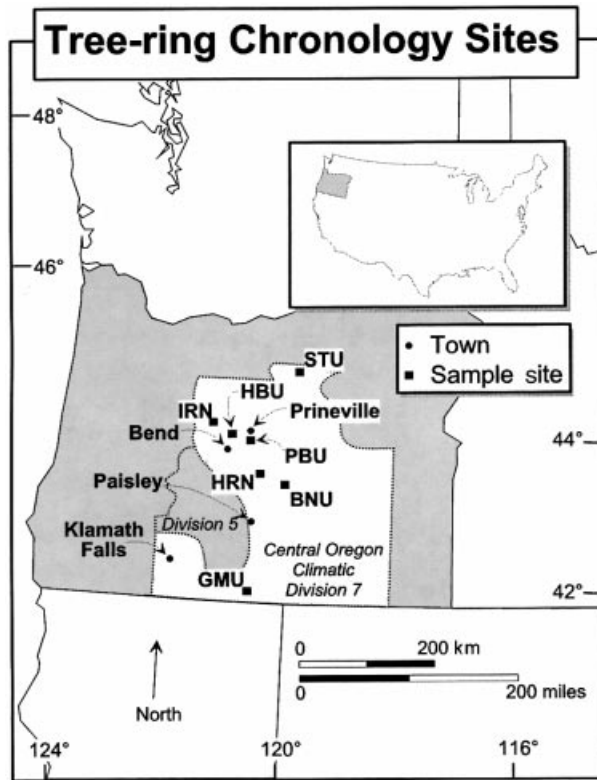 Tree-ring Chronology Sites
48°
46°
Town
Sample site
STU
HBU
IRN
Prineville
Bend
PBU
44°
Paisley
HRN
BNU
Division 5
Klamath
Falls
Central Oregon
Climatic
Division 7
GMU
42°
0
200 km
0
200 miles
North
124°
120°
116°